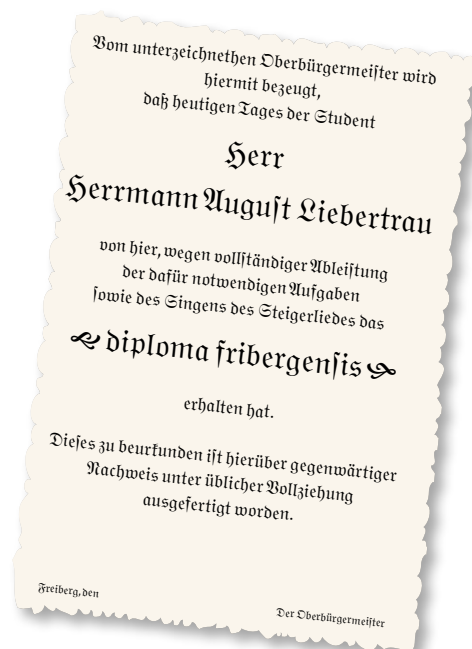 Vom unterzeichnethen Oberbürgermeiſter wird
hiermit bezeugt,
daß heutigen Tages der Student
Herr
Herrmann Auguſt Liebertrau
von hier, wegen vollſtändiger Ableiſtung
der dafür notwendigen Aufgaben
ſowie des Singens des Steigerliedes das
diploma fribergenſis
erhalten hat.
Dieſes zu beurkunden iſt hierüber gegenwärtiger
Nachweis unter üblicher Vollziehung
ausgefertigt worden.
Freiberg, den
Der Oberbürgermeiſter